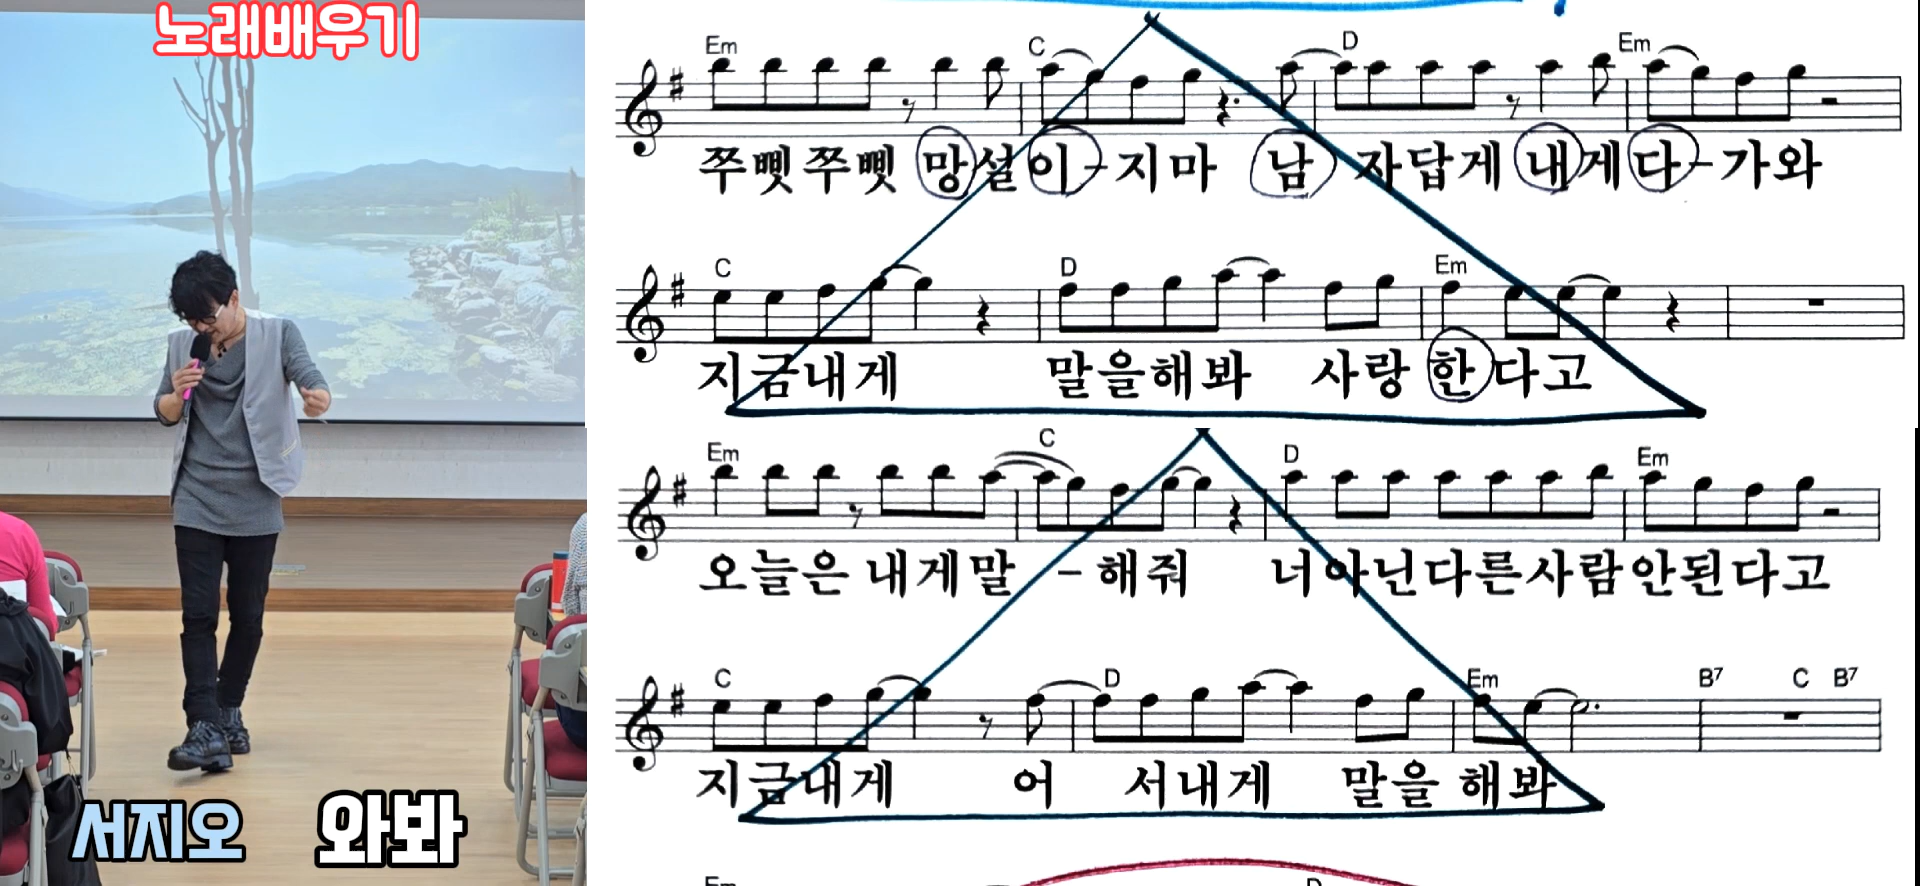 노래배우기
서지오 와봐
Em C D Em
쭈뼛쭈뼛 망설이-지마 남자답게 내게다-가와
C D Em
지금내게 말을해봐 사랑한다고
Em C D Em
오늘은 내게말 -해줘 너아닌다른사람안된다고
C D Em B7 C B7
지금내게 어 서내게 말을 해봐